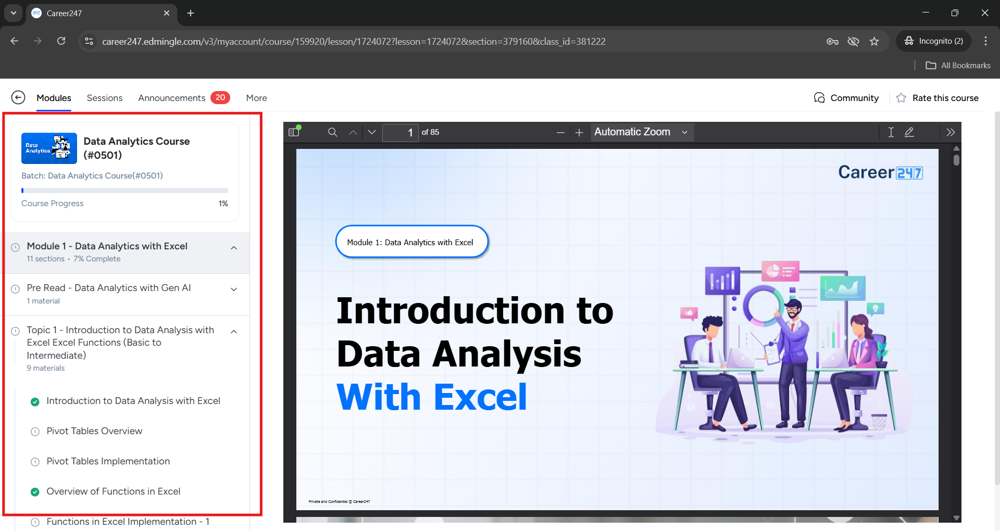 Career247
career247.edmingle.com/v3/myaccount/course/159920/lesson/1724072?lesson=1724072&section=379160&class_id=381222
Incognito (2)
All Bookmarks
Modules
Sessions
Announcements 20
More
Community
Rate this course
Data
Analytics
Data Analytics Course
(#0501)
Batch: Data Analytics Course(#0501)
Course Progress 1%
Module 1 - Data Analytics with Excel
11 sections • 7% Complete
Pre Read - Data Analytics with Gen AI
1 material
Topic 1 - Introduction to Data Analysis with
Excel Excel Functions (Basic to
Intermediate)
9 materials
Introduction to Data Analysis with Excel
Pivot Tables Overview
Pivot Tables Implementation
Overview of Functions in Excel
Functions in Excel Implementation - 1
1 of 85
Automatic Zoom
Career247
Module 1: Data Analytics with Excel
Introduction to
Data Analysis
With Excel
Private and Confidential @ Career247